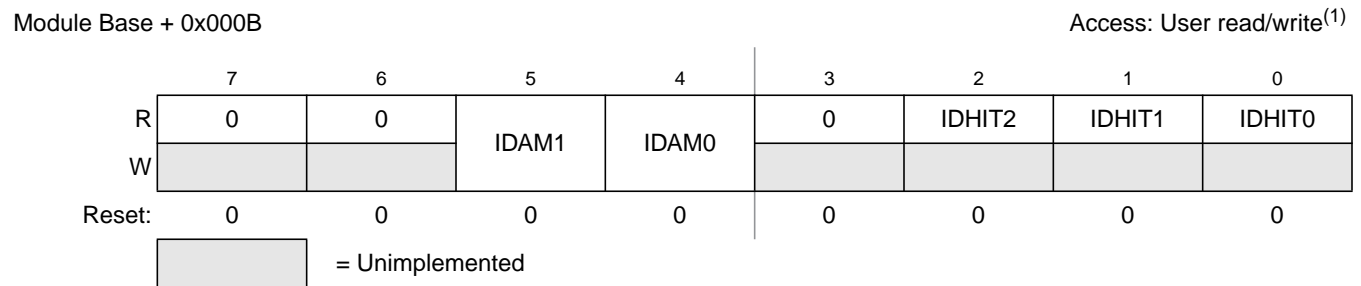 Module Base + 0x000B Access: User read/write(1)
7 6 5 4 3 2 1 0
R 0 0 IDAM1 IDAM0 0 IDHIT2 IDHIT1 IDHIT0
W
Reset: 0 0 0 0 0 0 0 0
= Unimplemented